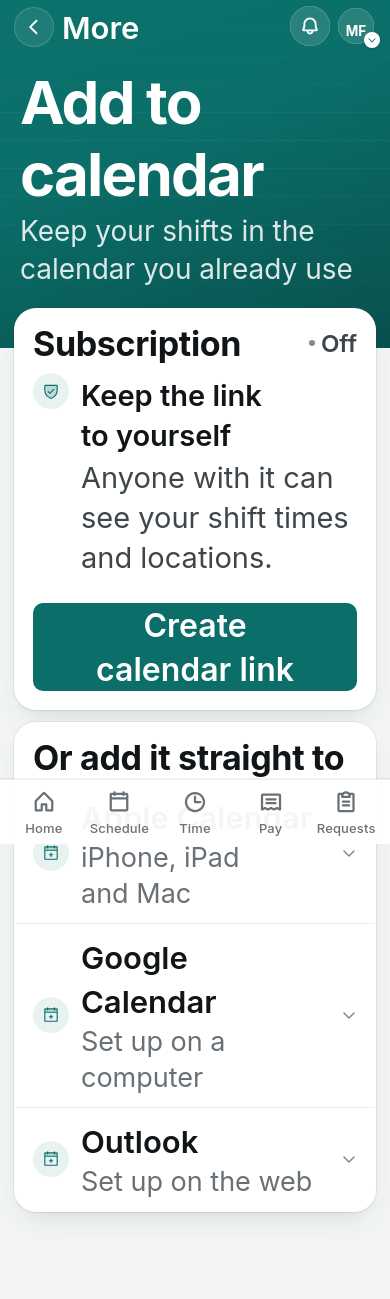 More
MF
Add to
calendar
Keep your shifts in the
calendar you already use
Subscription
Off
Keep the link
to yourself
Anyone with it can
see your shift times
and locations.
Create
calendar link
Or add it straight to
Apple Calendar
Home
Schedule
Time
Pay
Requests
iPhone, iPad
and Mac
Google
Calendar
Set up on a
computer
Outlook
Set up on the web